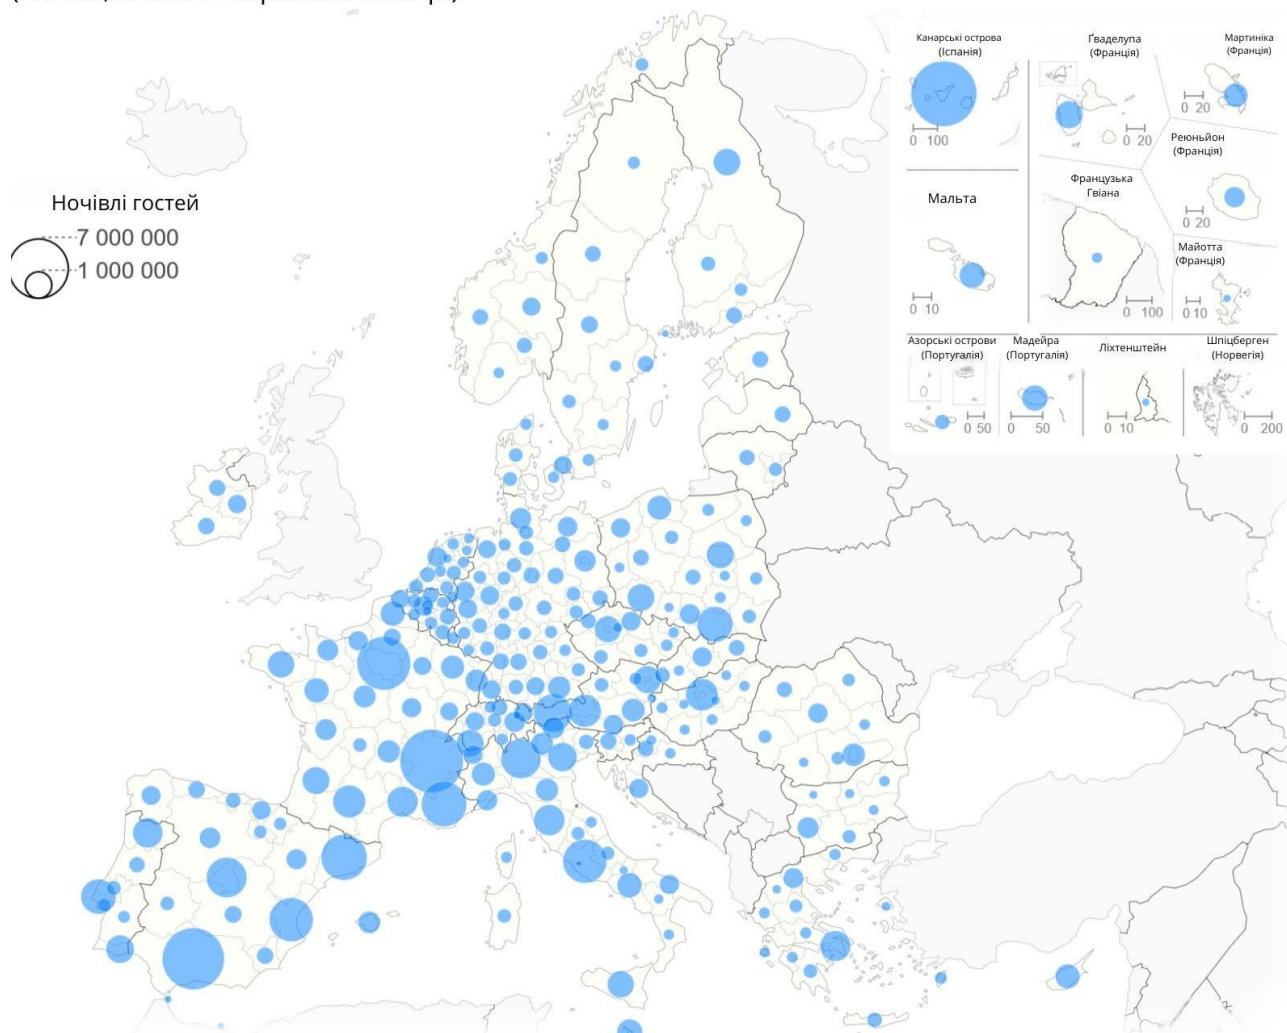 Ночівлі гостей
7 000 000
1 000 000
Канарські острова
(Іспанія)
0 100
Ґваделупа
(Франція)
0 20
Мартиніка
(Франція)
0 20
Реюньйон
(Франція)
0 20
Мальта
0 10
Французька
Гвіана
0 100
Майотта
(Франція)
0 10
Азорські острови
(Португалія)
0 50
Мадейра
(Португалія)
0 50
Ліхтенштейн
0 10
Шпіцберген
(Норвегія)
0 200